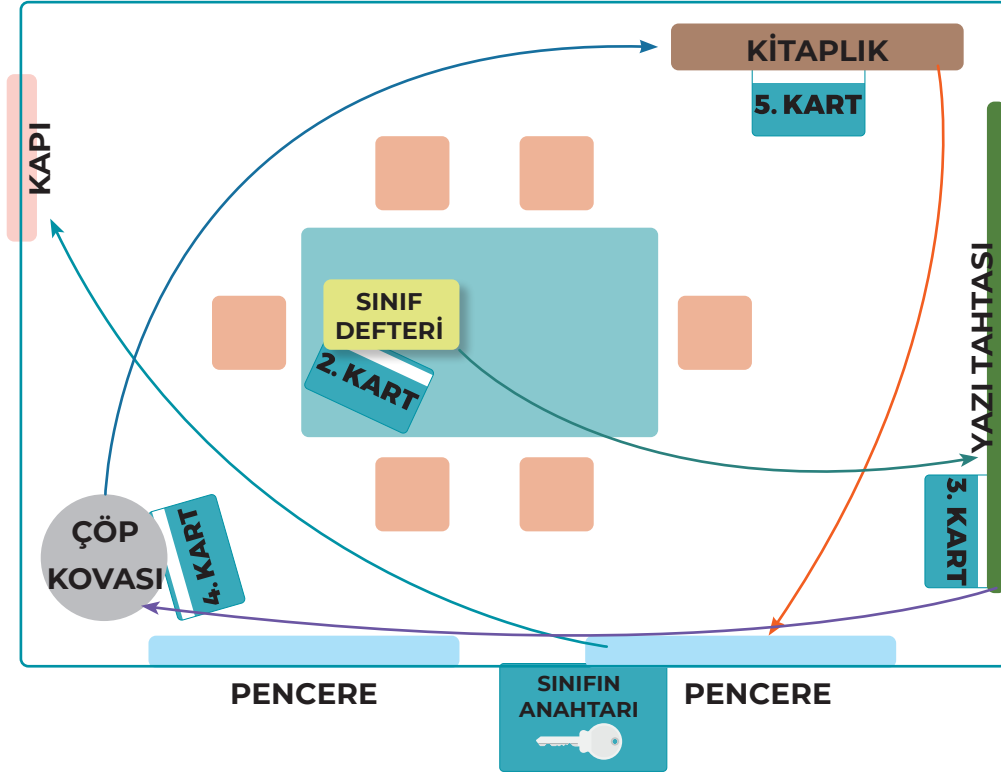 KİTAPLIK
5. KART
KAPI
SINIF
DEFTERİ
2. KART
YAZI TAHTASI
3. KART
ÇÖP
KOVASI
4. KART
PENCERE
SINIFIN
ANAHTARI
PENCERE